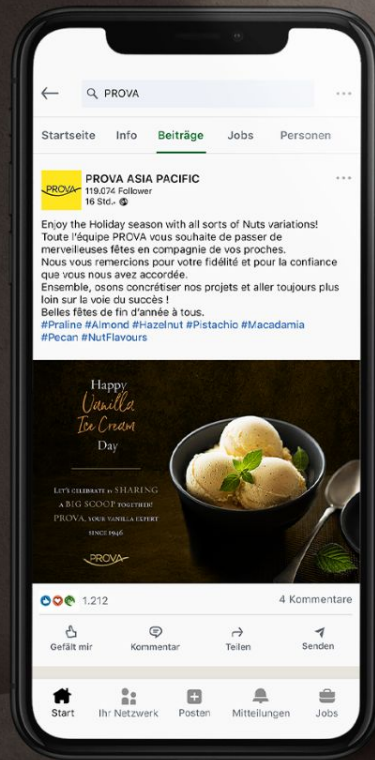 PROVA
Startseite Info Beiträge Jobs Personen
PROVA
PROVA ASIA PACIFIC
119.074 Follower
16 Std.
Enjoy the Holiday season with all sorts of Nuts variations!
Toute l'équipe PROVA vous souhaite de passer de
merveilleuses fêtes en compagnie de vos proches.
Nous vous remercions pour votre fidélité et pour la confiance
que vous nous avez accordée.
Ensemble, osons concrétiser nos projets et aller toujours plus
loin sur la voie du succès !
Belles fêtes de fin d'année à tous.
#Praline #Almond #Hazelnut #Pistachio #Macadamia
#Pecan #NutFlavours
Happy
Vanilla
Ice Cream
Day
LET'S CELEBRATE by SHARING
A BIG SCOOP TOGETHER!
PROVA, YOUR VANILLA EXPERT
SINCE 1946
PROVA
1.212 4 Kommentare
Gefällt mir Kommentar Teilen Senden
Start Ihr Netzwerk Posten Mitteilungen Jobs